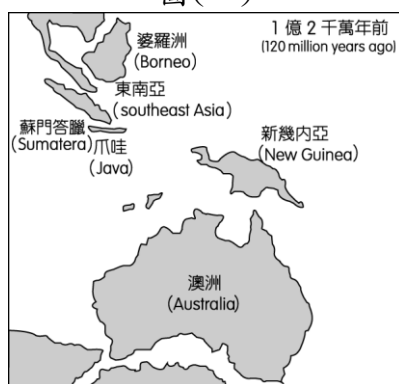 1 億 2 千萬年前
(120 million years ago)
婆羅洲
(Borneo)
東南亞
(southeast Asia)
蘇門答臘
(Sumatera)
爪哇
(Java)
新幾內亞
(New Guinea)
澳洲
(Australia)